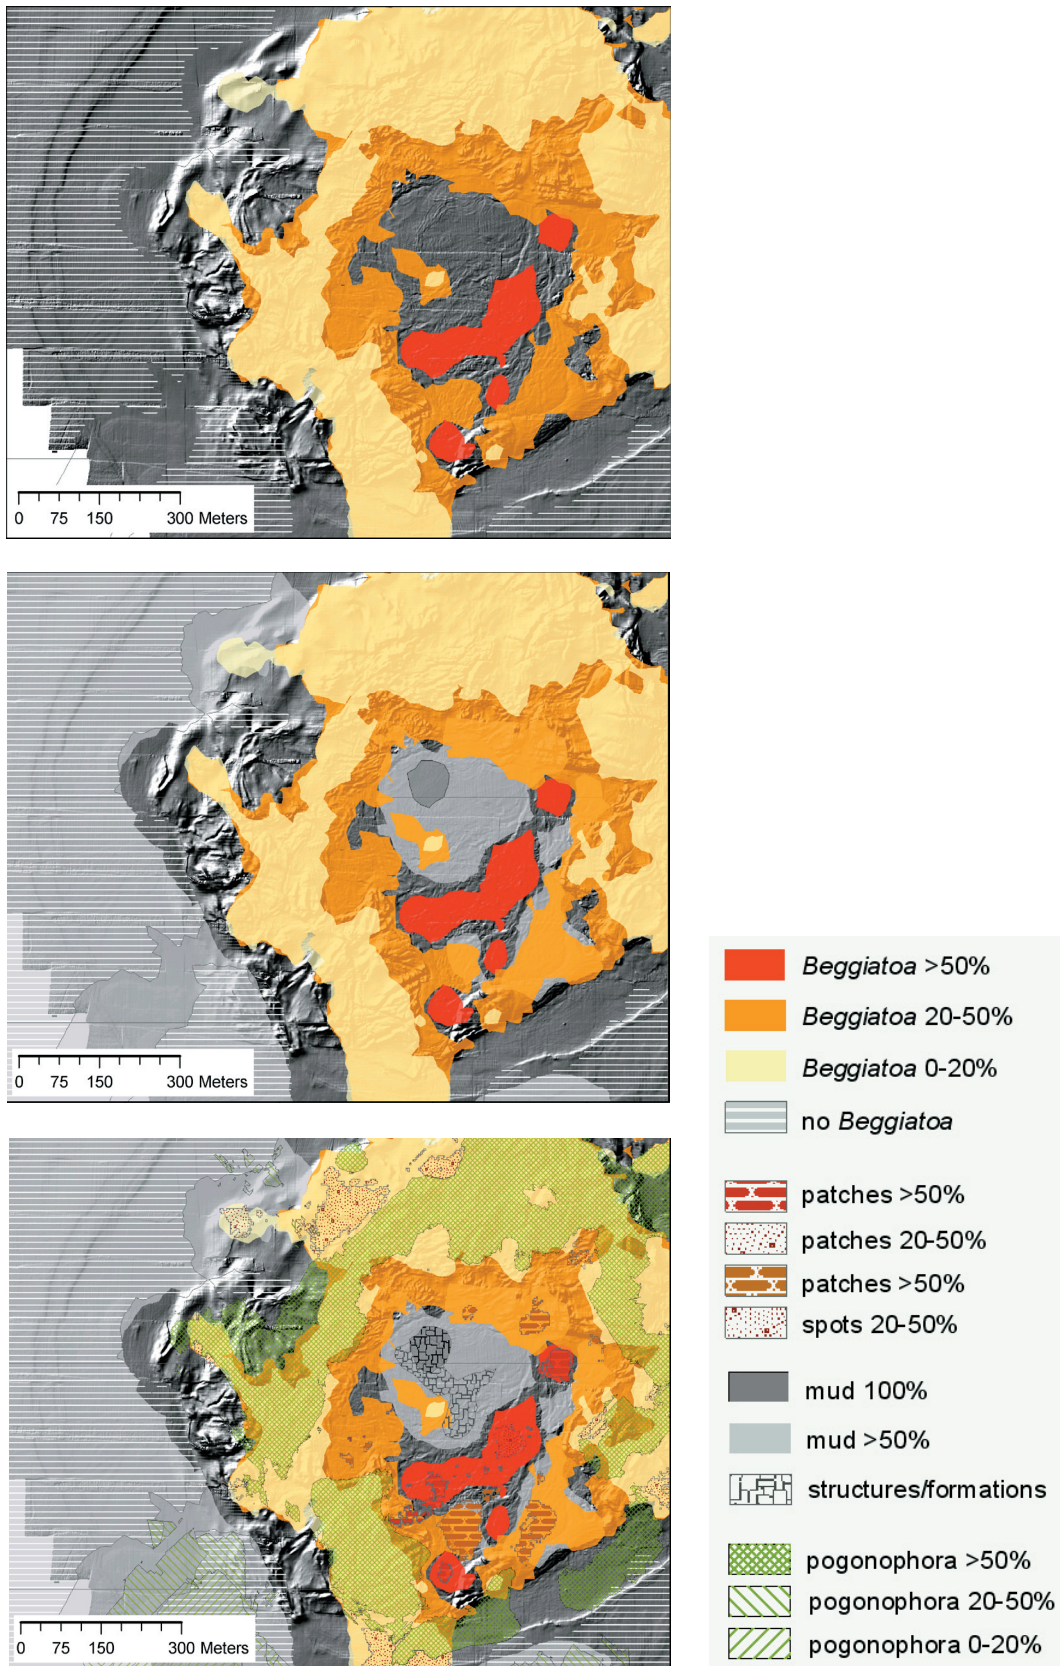 0 75 150 300 Meters
0 75 150 300 Meters
0 75 150 300 Meters
Beggiatoa >50%
Beggiatoa 20-50%
Beggiatoa 0-20%
no Beggiatoa
patches >50%
patches 20-50%
patches >50%
spots 20-50%
mud 100%
mud >50%
structures/formations
pogonophora >50%
pogonophora 20-50%
pogonophora 0-20%